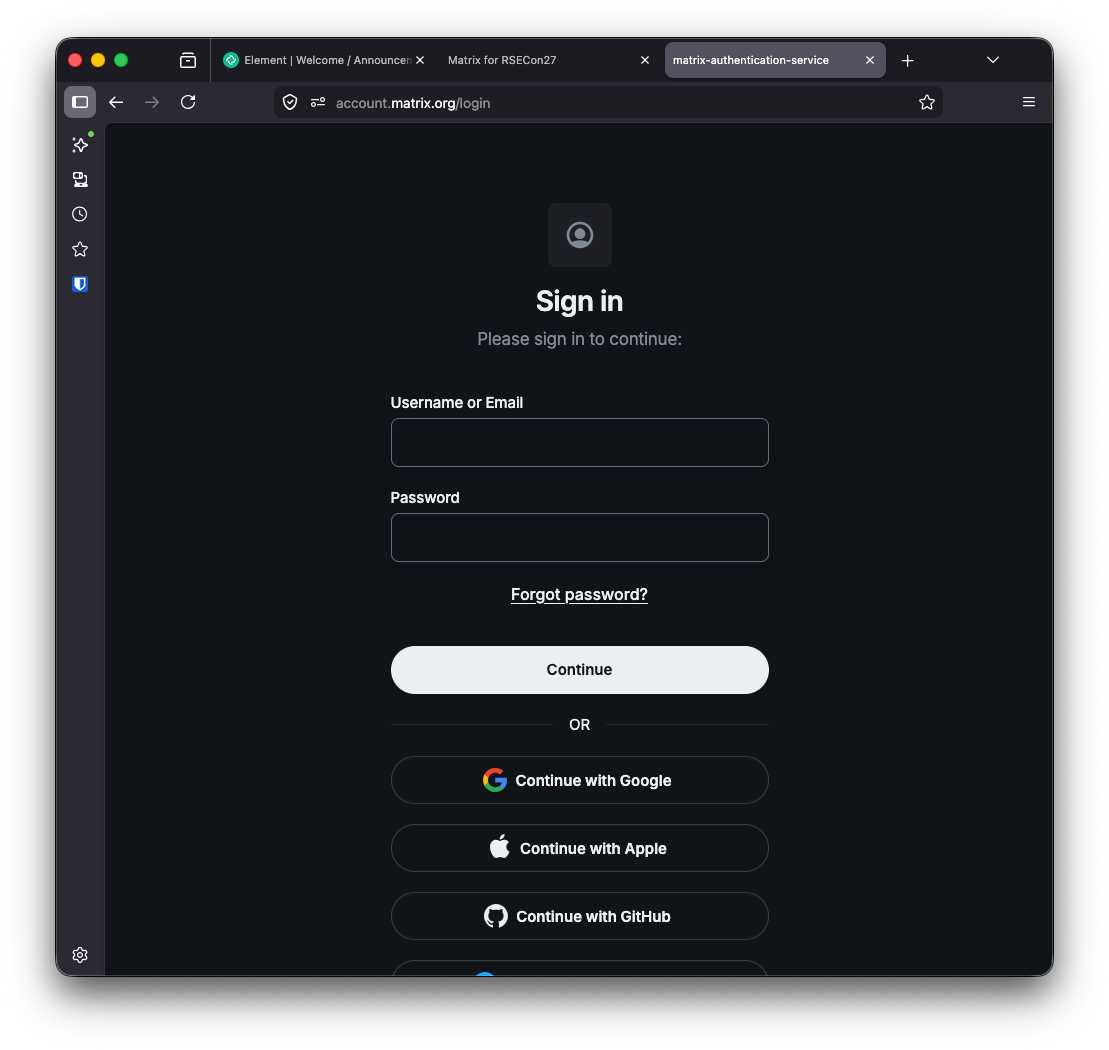 Element | Welcome / Announcen
Matrix for RSECon27
matrix-authentication-service
account.matrix.org/login
Sign in
Please sign in to continue:
Username or Email
Password
Forgot password?
Continue
OR
Continue with Google
Continue with Apple
Continue with GitHub